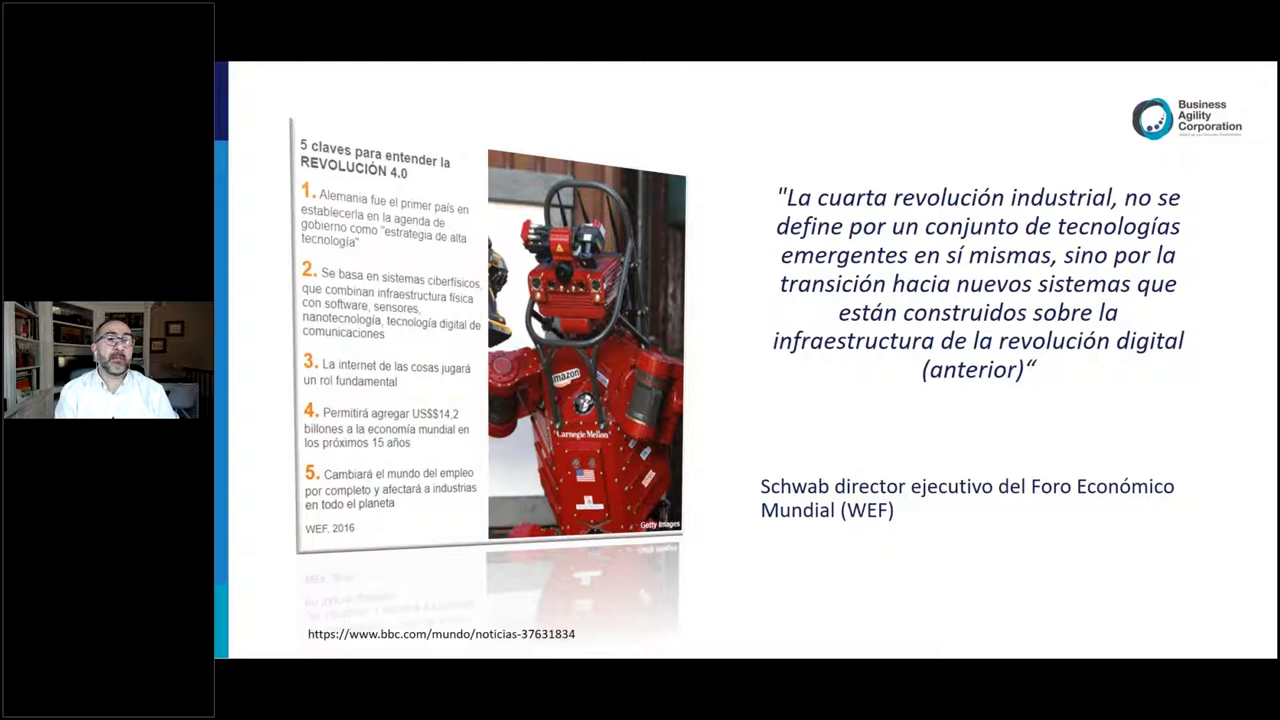 Business
Agility
Corporation
5 claves para entender la
REVOLUCIÓN 4.0
1. Alemania fue el primer país en
establecerla en la agenda de
gobierno como "estrategia de alta
tecnología"
2. Se basa en sistemas ciberfísicos,
que combinan infraestructura física
con software, sensores,
nanotecnología, tecnología digital de
comunicaciones
3. La internet de las cosas jugará
un rol fundamental
4. Permitirá agregar US$$14,2
billones a la economía mundial en
los próximos 15 años
5. Cambiará el mundo del empleo
por completo y afectará a industrias
en todo el planeta
WEF, 2016
amazon
Carnegie Mellon
Getty Images
"La cuarta revolución industrial, no se
define por un conjunto de tecnologías
emergentes en sí mismas, sino por la
transición hacia nuevos sistemas que
están construidos sobre la
infraestructura de la revolución digital
(anterior)“
Schwab director ejecutivo del Foro Económico
Mundial (WEF)
https://www.bbc.com/mundo/noticias-37631834